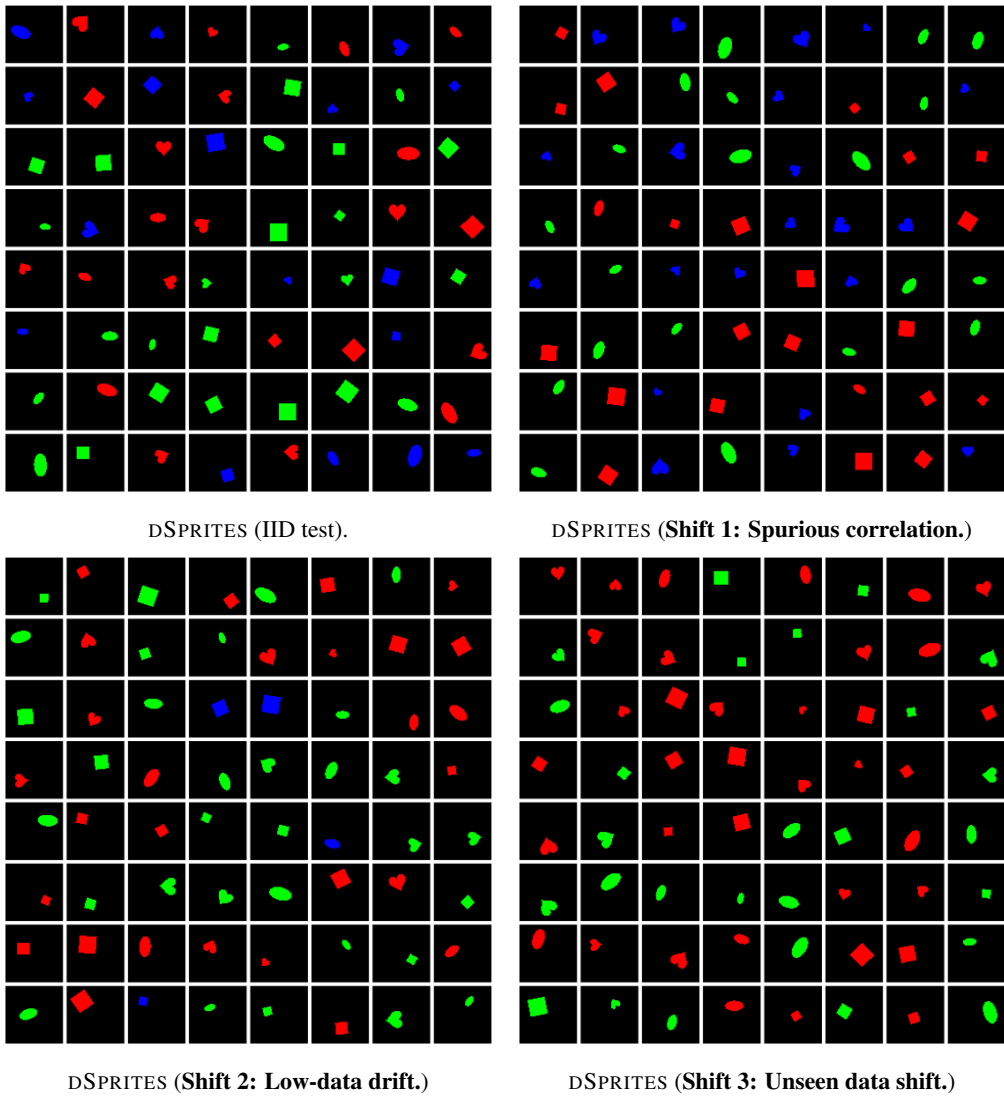 DSPRITES (IID test).
DSPRITES (Shift 1: Spurious correlation.)
DSPRITES (Shift 2: Low-data drift.)
DSPRITES (Shift 3: Unseen data shift.)